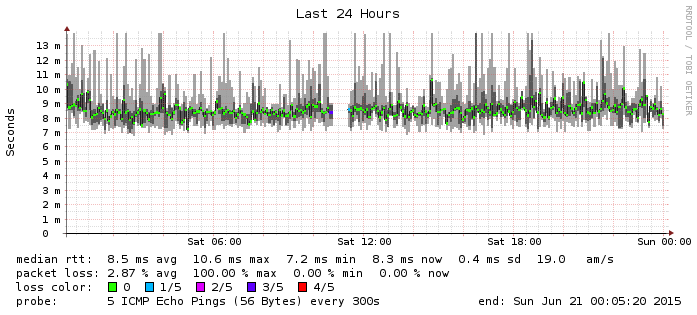 Last 24 Hours
RRDTOOL / TOBI OETIKER
Seconds
13 m
12 m
11 m
10 m
9 m
8 m
7 m
6 m
5 m
4 m
3 m
2 m
1 m
0
Sat 06:00 Sat 12:00 Sat 18:00 Sun 00:00
median rtt: 8.5 ms avg 10.6 ms max 7.2 ms min 8.3 ms now 0.4 ms sd 19.0 am/s
packet loss: 2.87 % avg 100.00 % max 0.00 % min 0.00 % now
loss color: 0 1/5 2/5 3/5 4/5
probe: 5 ICMP Echo Pings (56 Bytes) every 300s end: Sun Jun 21 00:05:20 2015